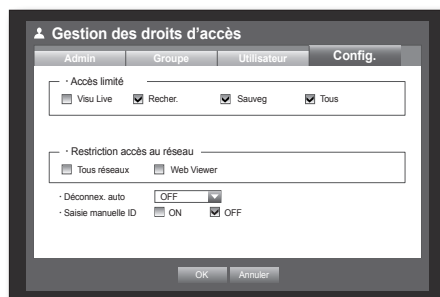 Gestion des droits d'accès
Admin Groupe Utilisateur Config.
· Accès limité
Visu Live Recher. Sauveg Tous
· Restriction accès au réseau
Tous réseaux Web Viewer
· Déconnex. auto OFF
· Saisie manuelle ID ON OFF
OK Annuler